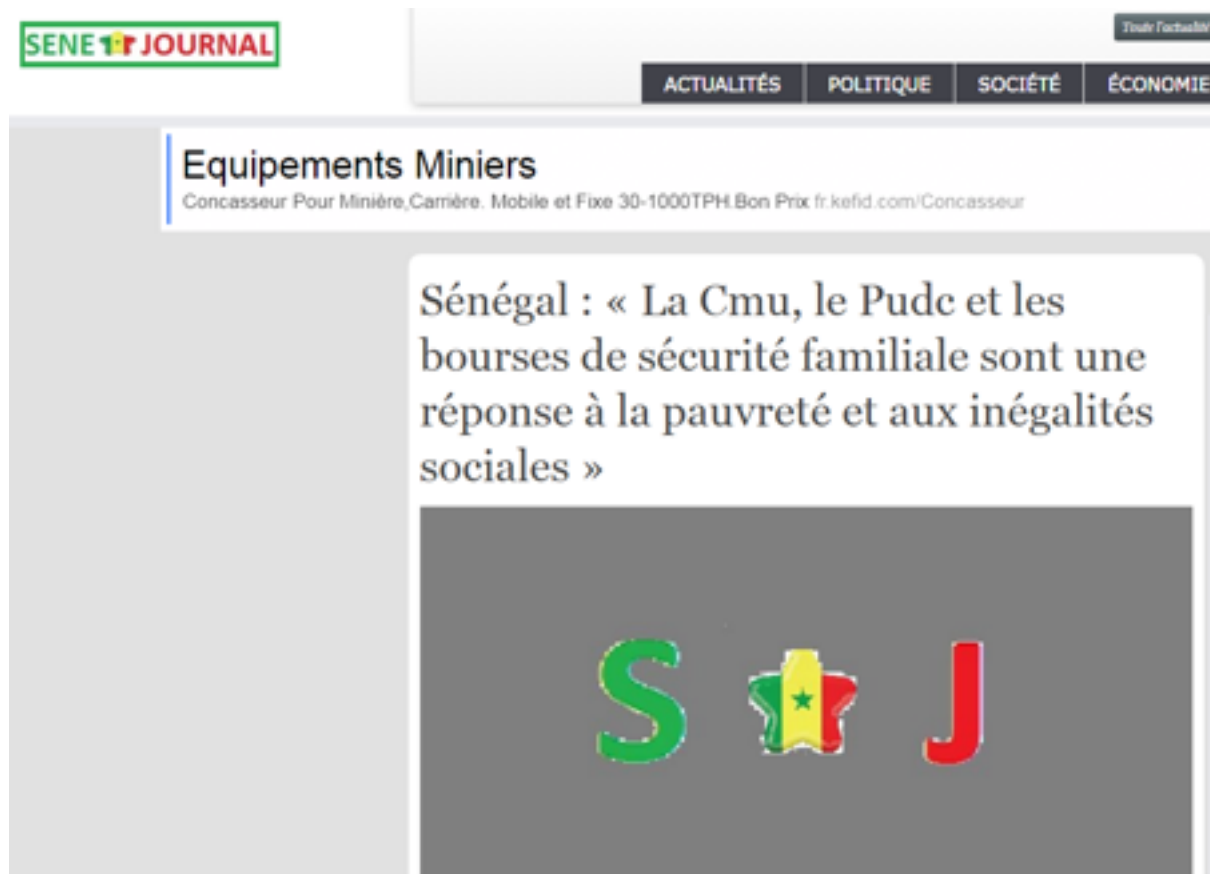 SENE JOURNAL
Toute l'actualité
ACTUALITÉS POLITIQUE SOCIÉTÉ ÉCONOMIE
Equipements Miniers
Concasseur Pour Minière,Carrière. Mobile et Fixe 30-1000TPH.Bon Prix fr.kefid.com/Concasseur
Sénégal : « La Cmu, le Pudc et les
bourses de sécurité familiale sont une
réponse à la pauvreté et aux inégalités
sociales »
S J